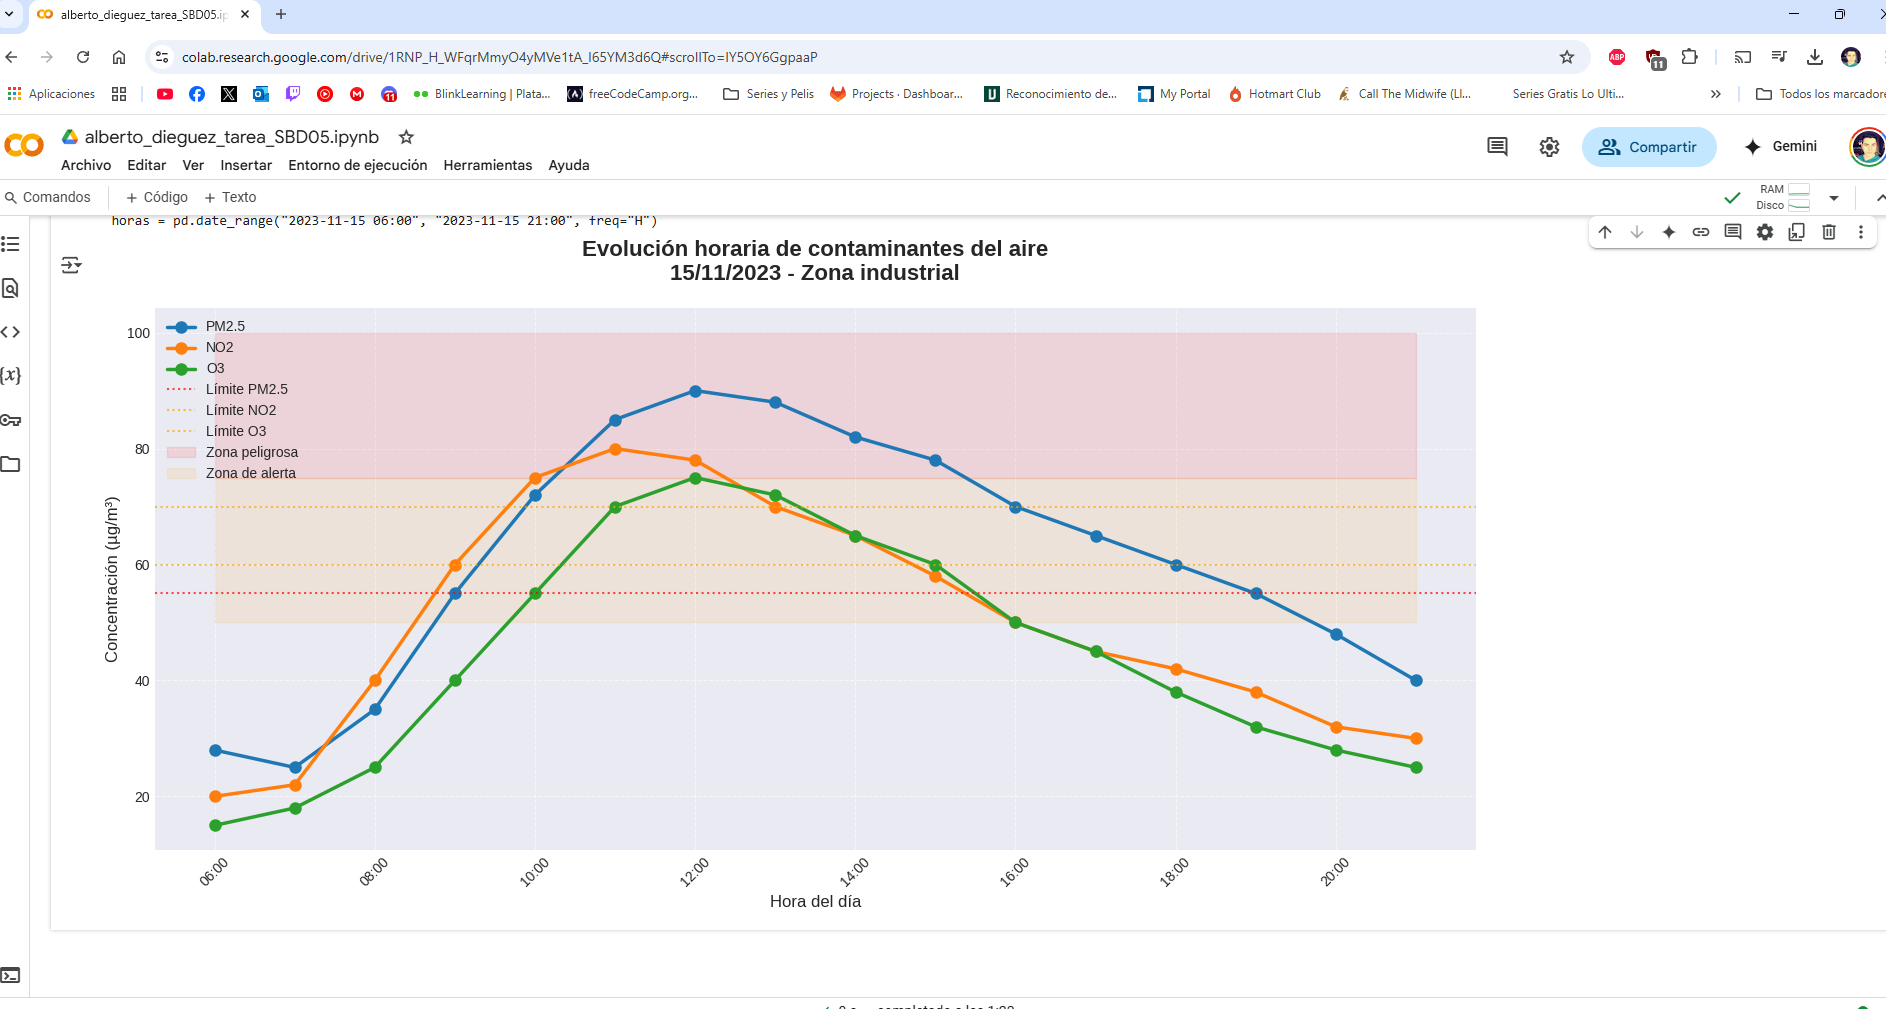 alberto_dieguez_tarea_SBD05.ip
colab.research.google.com/drive/1RNP_H_WFqrMmyO4yMVe1tA_I65YM3d6Q#scrollTo=IY5OY6GgpaaP
ABP
11
Aplicaciones
11
BlinkLearning | Plata...
freeCodeCamp.org...
Series y Pelis
Projects · Dashboar...
Reconocimiento de...
My Portal
Hotmart Club
Call The Midwife (Ll...
Series Gratis Lo Ulti...
Todos los marcadore
alberto_dieguez_tarea_SBD05.ipynb
Archivo Editar Ver Insertar Entorno de ejecución Herramientas Ayuda
Compartir
Gemini
Comandos
+ Código + Texto
RAM
Disco
horas = pd.date_range("2023-11-15 06:00", "2023-11-15 21:00", freq="H")
Evolución horaria de contaminantes del aire
15/11/2023 - Zona industrial
PM2.5
NO2
O3
Límite PM2.5
Límite NO2
Límite O3
Zona peligrosa
Zona de alerta
100
80
60
40
20
Concentración (µg/m³)
06:00 08:00 10:00 12:00 14:00 16:00 18:00 20:00
Hora del día